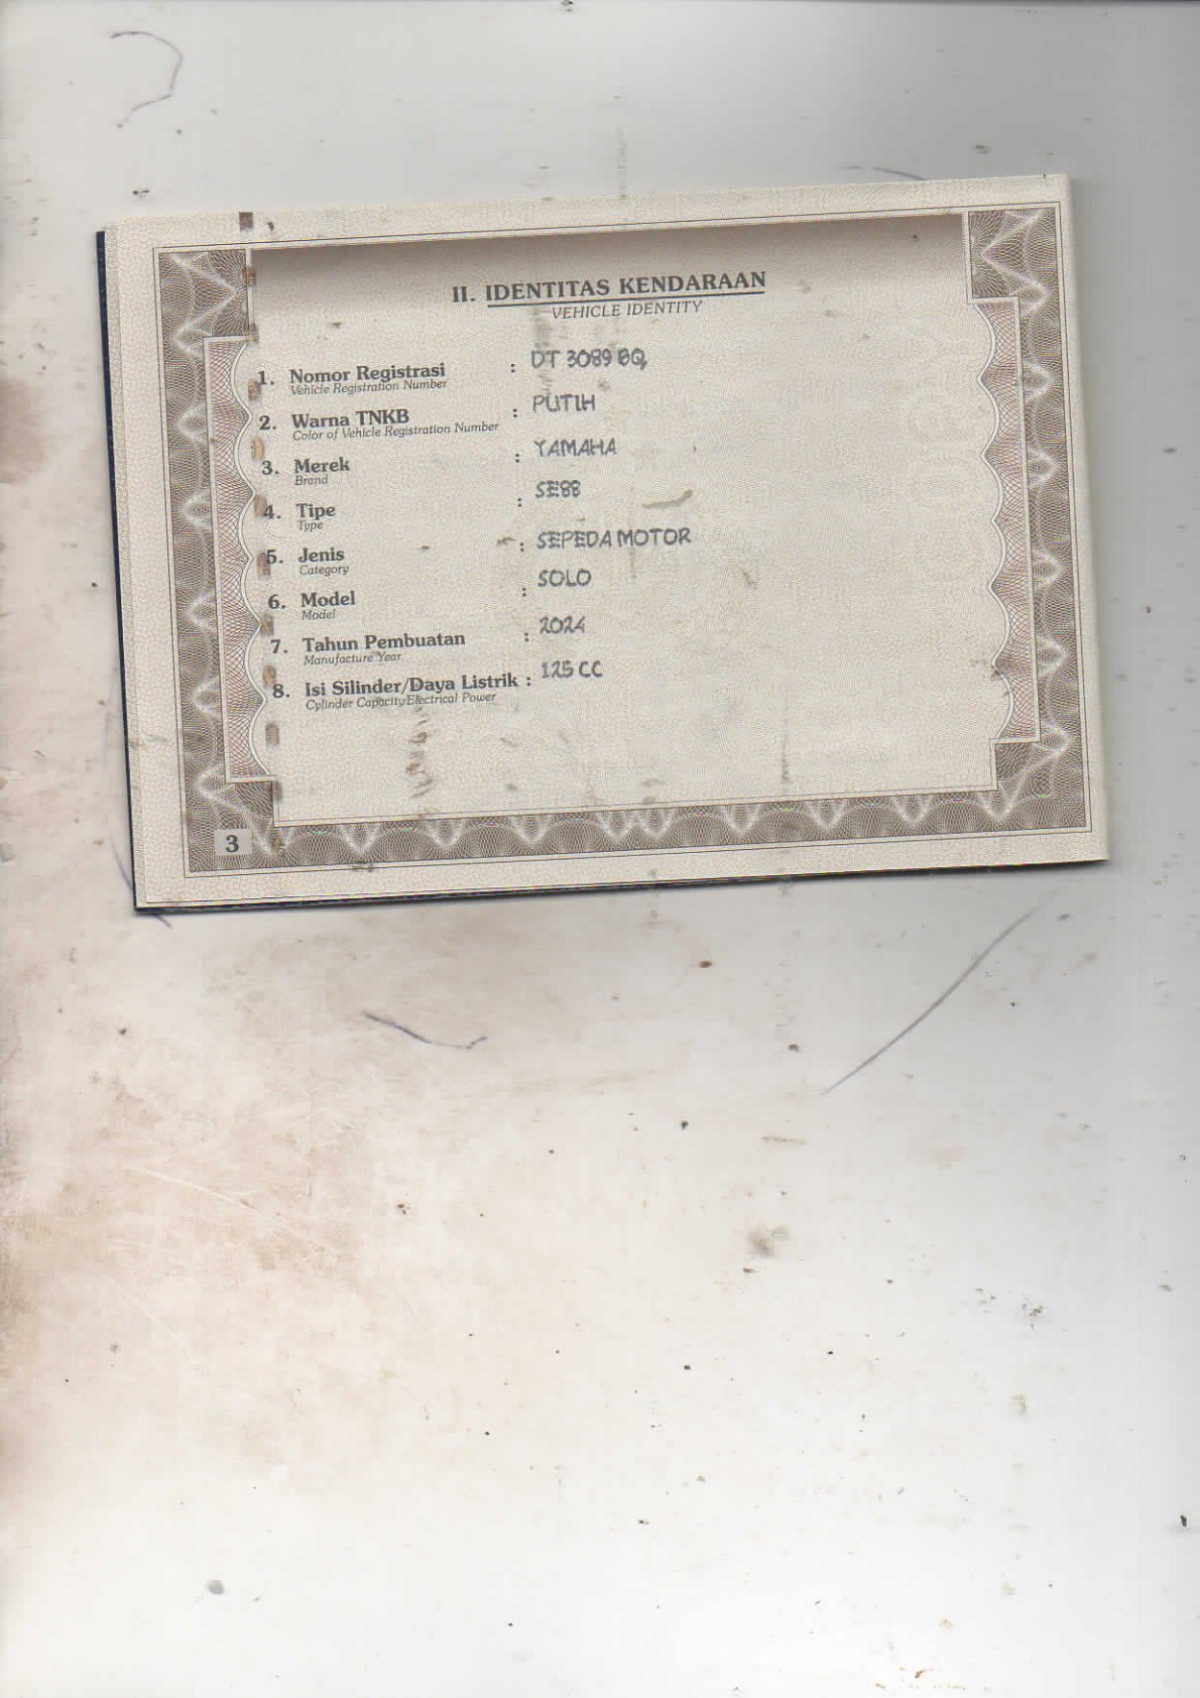 II. IDENTITAS KENDARAAN
VEHICLE IDENTITY
1. Nomor Registrasi : DT 3089 BQ
Vehicle Registration Number
2. Warna TNKB : PUTIH
Color of Vehicle Registration Number
3. Merek : YAMAHA
Brand
4. Tipe : SE88
Type
5. Jenis : SEPEDA MOTOR
Category
6. Model : SOLO
Model
7. Tahun Pembuatan : 2024
Manufacture Year
8. Isi Silinder/Daya Listrik : 125 CC
Cylinder Capacity/Electrical Power
3